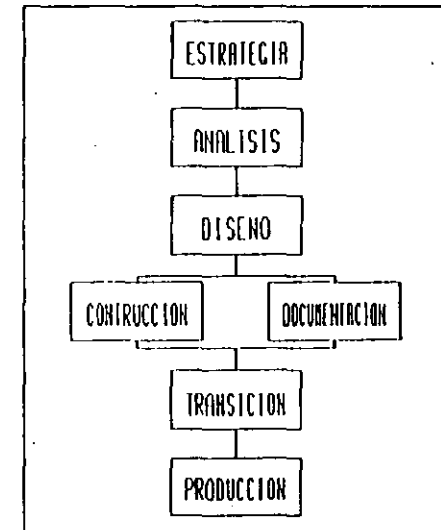 ESTRATEGIA
ANALISIS
DISENO
CONTRUCCION
DOCUMENTACION
TRANSICION
PRODUCCION